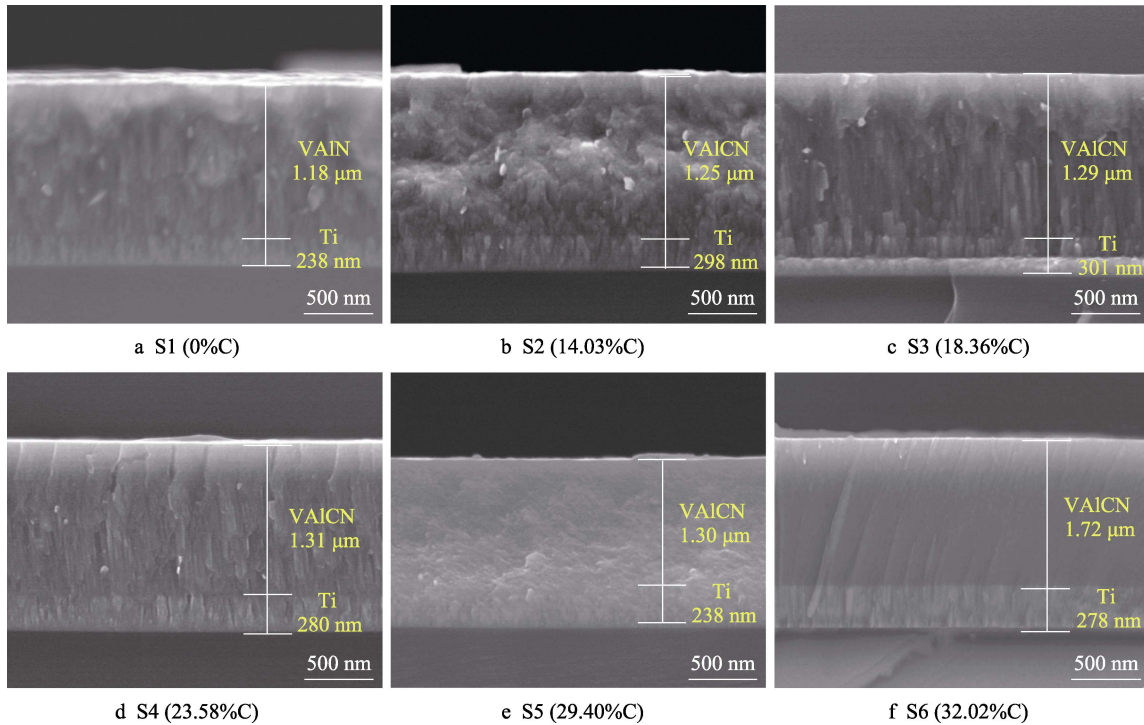 VAlN
1.18 μm
Ti
238 nm
500 nm
a S1 (0%C)
VAlCN
1.25 μm
Ti
298 nm
500 nm
b S2 (14.03%C)
VAlCN
1.29 μm
Ti
301 nm
500 nm
c S3 (18.36%C)
VAlCN
1.31 μm
Ti
280 nm
500 nm
d S4 (23.58%C)
VAlCN
1.30 μm
Ti
238 nm
500 nm
e S5 (29.40%C)
VAlCN
1.72 μm
Ti
278 nm
500 nm
f S6 (32.02%C)